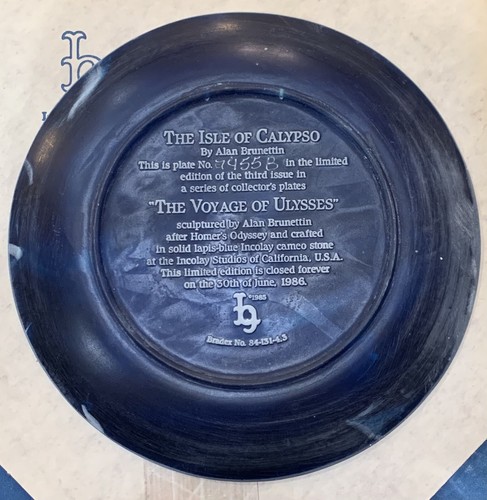 THE ISLE OF CALYPSO
By Alan Brunettin
This is plate No. in the limited
edition of the third issue in
a series of collector's plates
"THE VOYAGE OF ULYSSES"
sculptured by Alan Brunettin
after Homer's Odyssey and crafted
in solid lapis-blue Incolay cameo stone
at the Incolay Studios of California, U.S.A.
This limited edition is closed forever
on the 30th of June, 1986.
©1985
Bradex No. 84-I31-4.3